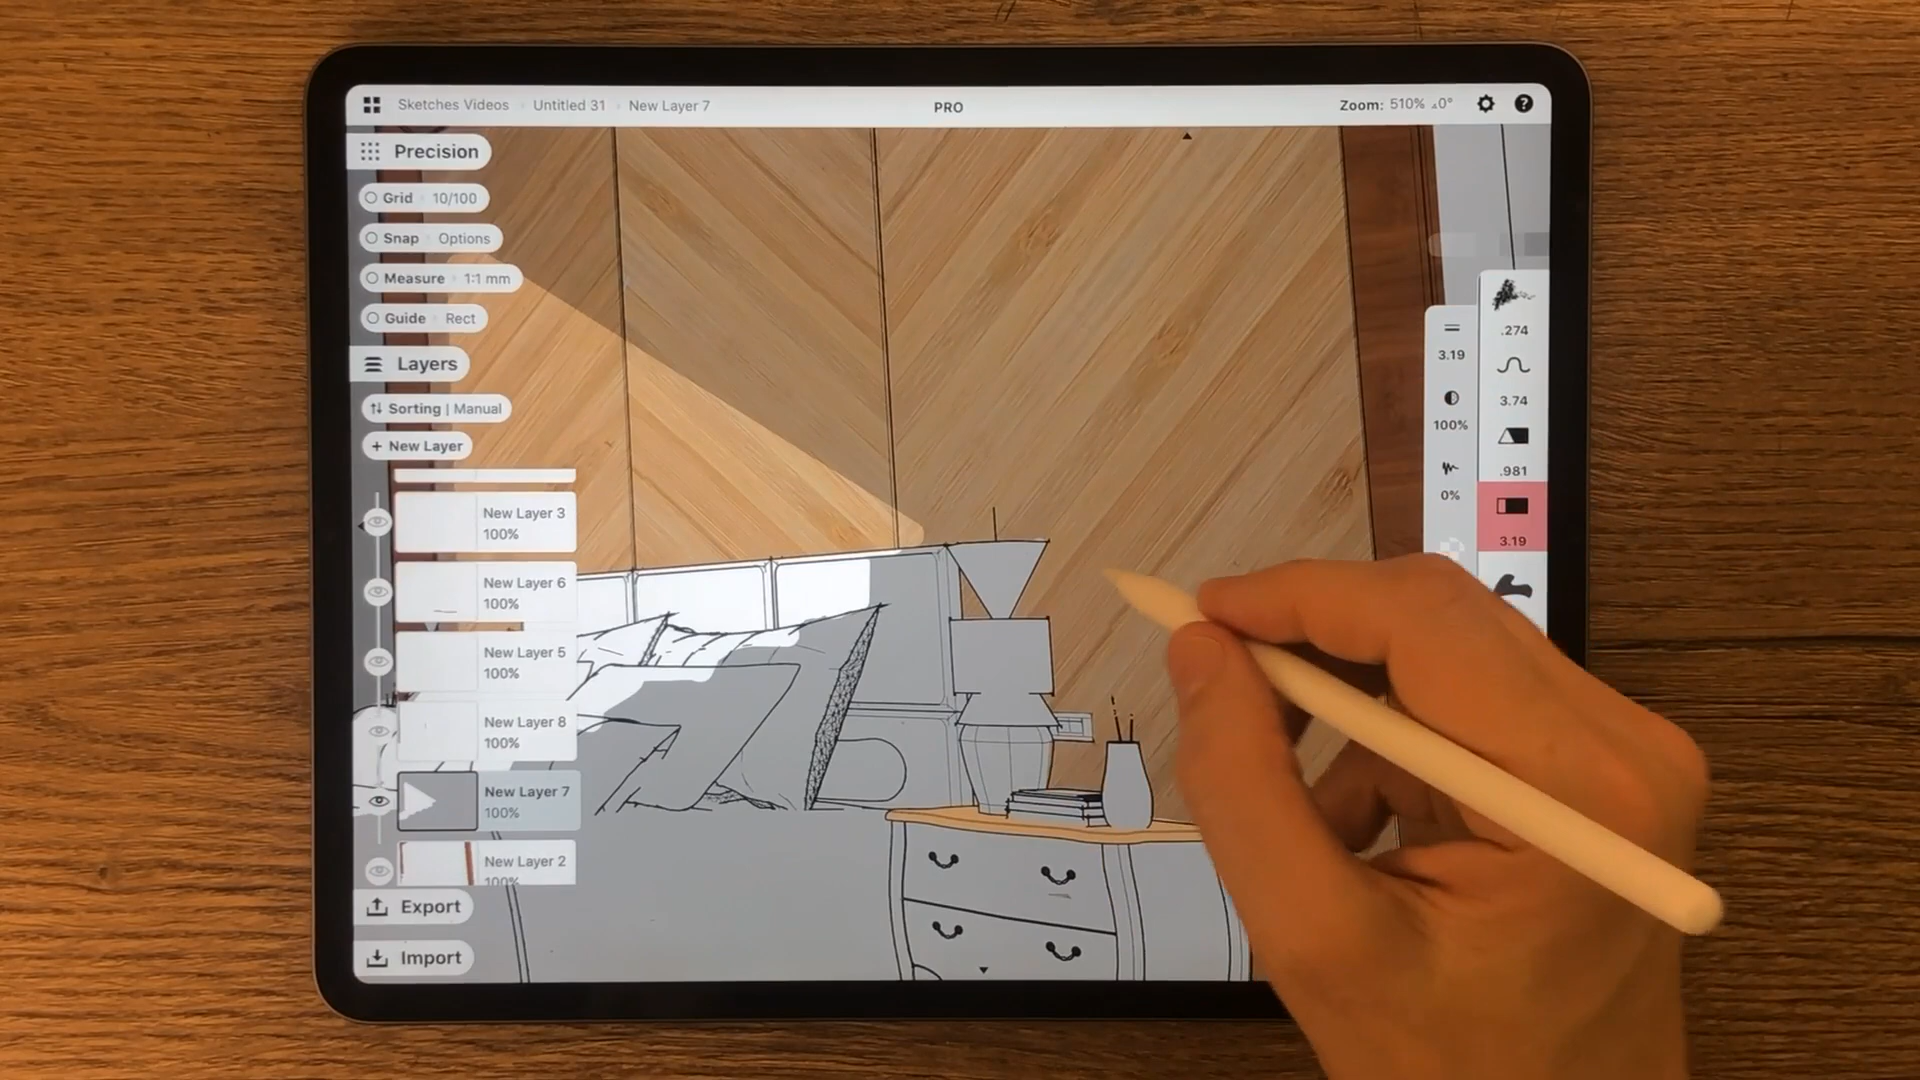 Sketches Videos › Untitled 31 › New Layer 7
PRO
Zoom: 510% ⊿0°
?
Precision
Grid 10/100
Snap Options
Measure 1:1 mm
Guide Rect
Layers
Sorting | Manual
+ New Layer
New Layer 3
100%
New Layer 6
100%
New Layer 5
100%
New Layer 8
100%
New Layer 7
100%
New Layer 2
100%
Export
Import
3.19
100%
0%
.274
3.74
.981
3.19